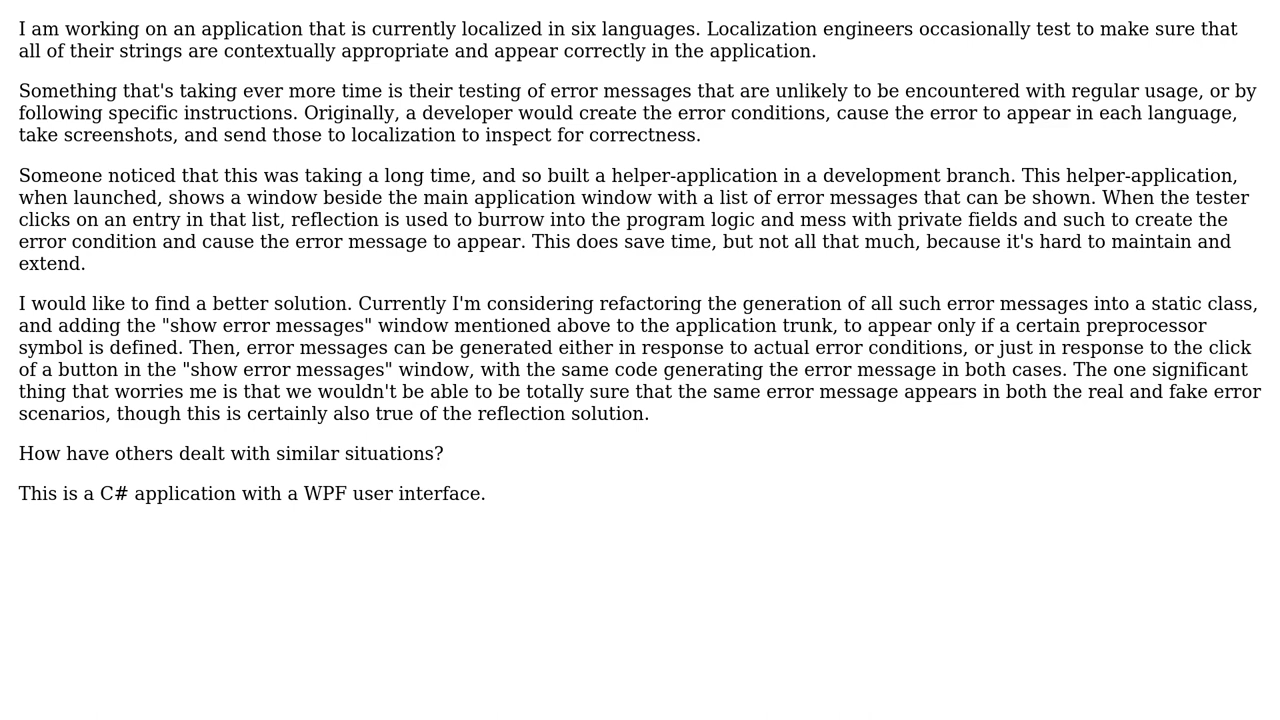 I am working on an application that is currently localized in six languages. Localization engineers occasionally test to make sure that
all of their strings are contextually appropriate and appear correctly in the application.
Something that's taking ever more time is their testing of error messages that are unlikely to be encountered with regular usage, or by
following specific instructions. Originally, a developer would create the error conditions, cause the error to appear in each language,
take screenshots, and send those to localization to inspect for correctness.
Someone noticed that this was taking a long time, and so built a helper-application in a development branch. This helper-application,
when launched, shows a window beside the main application window with a list of error messages that can be shown. When the tester
clicks on an entry in that list, reflection is used to burrow into the program logic and mess with private fields and such to create the
error condition and cause the error message to appear. This does save time, but not all that much, because it's hard to maintain and
extend.
I would like to find a better solution. Currently I'm considering refactoring the generation of all such error messages into a static class,
and adding the "show error messages" window mentioned above to the application trunk, to appear only if a certain preprocessor
symbol is defined. Then, error messages can be generated either in response to actual error conditions, or just in response to the click
of a button in the "show error messages" window, with the same code generating the error message in both cases. The one significant
thing that worries me is that we wouldn't be able to be totally sure that the same error message appears in both the real and fake error
scenarios, though this is certainly also true of the reflection solution.
How have others dealt with similar situations?
This is a C# application with a WPF user interface.